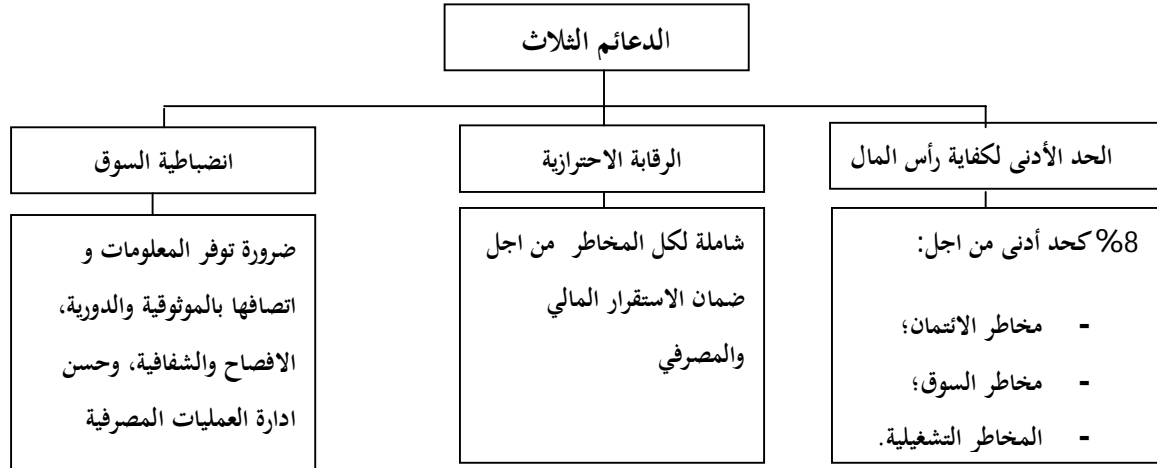 الدعائم الثلاث
الحد الأدنى لكفاية رأس المال
8% كحد أدنى من اجل:
- مخاطر الائتمان؛
- مخاطر السوق؛
- المخاطر التشغيلية.
الرقابة الاحترازية
شاملة لكل المخاطر من اجل
ضمان الاستقرار المالي
والمصرفي
انضباطية السوق
ضرورة توفر المعلومات و
اتصافها بالموثوقية والدورية،
الافصاح والشفافية، وحسن
ادارة العمليات المصرفية